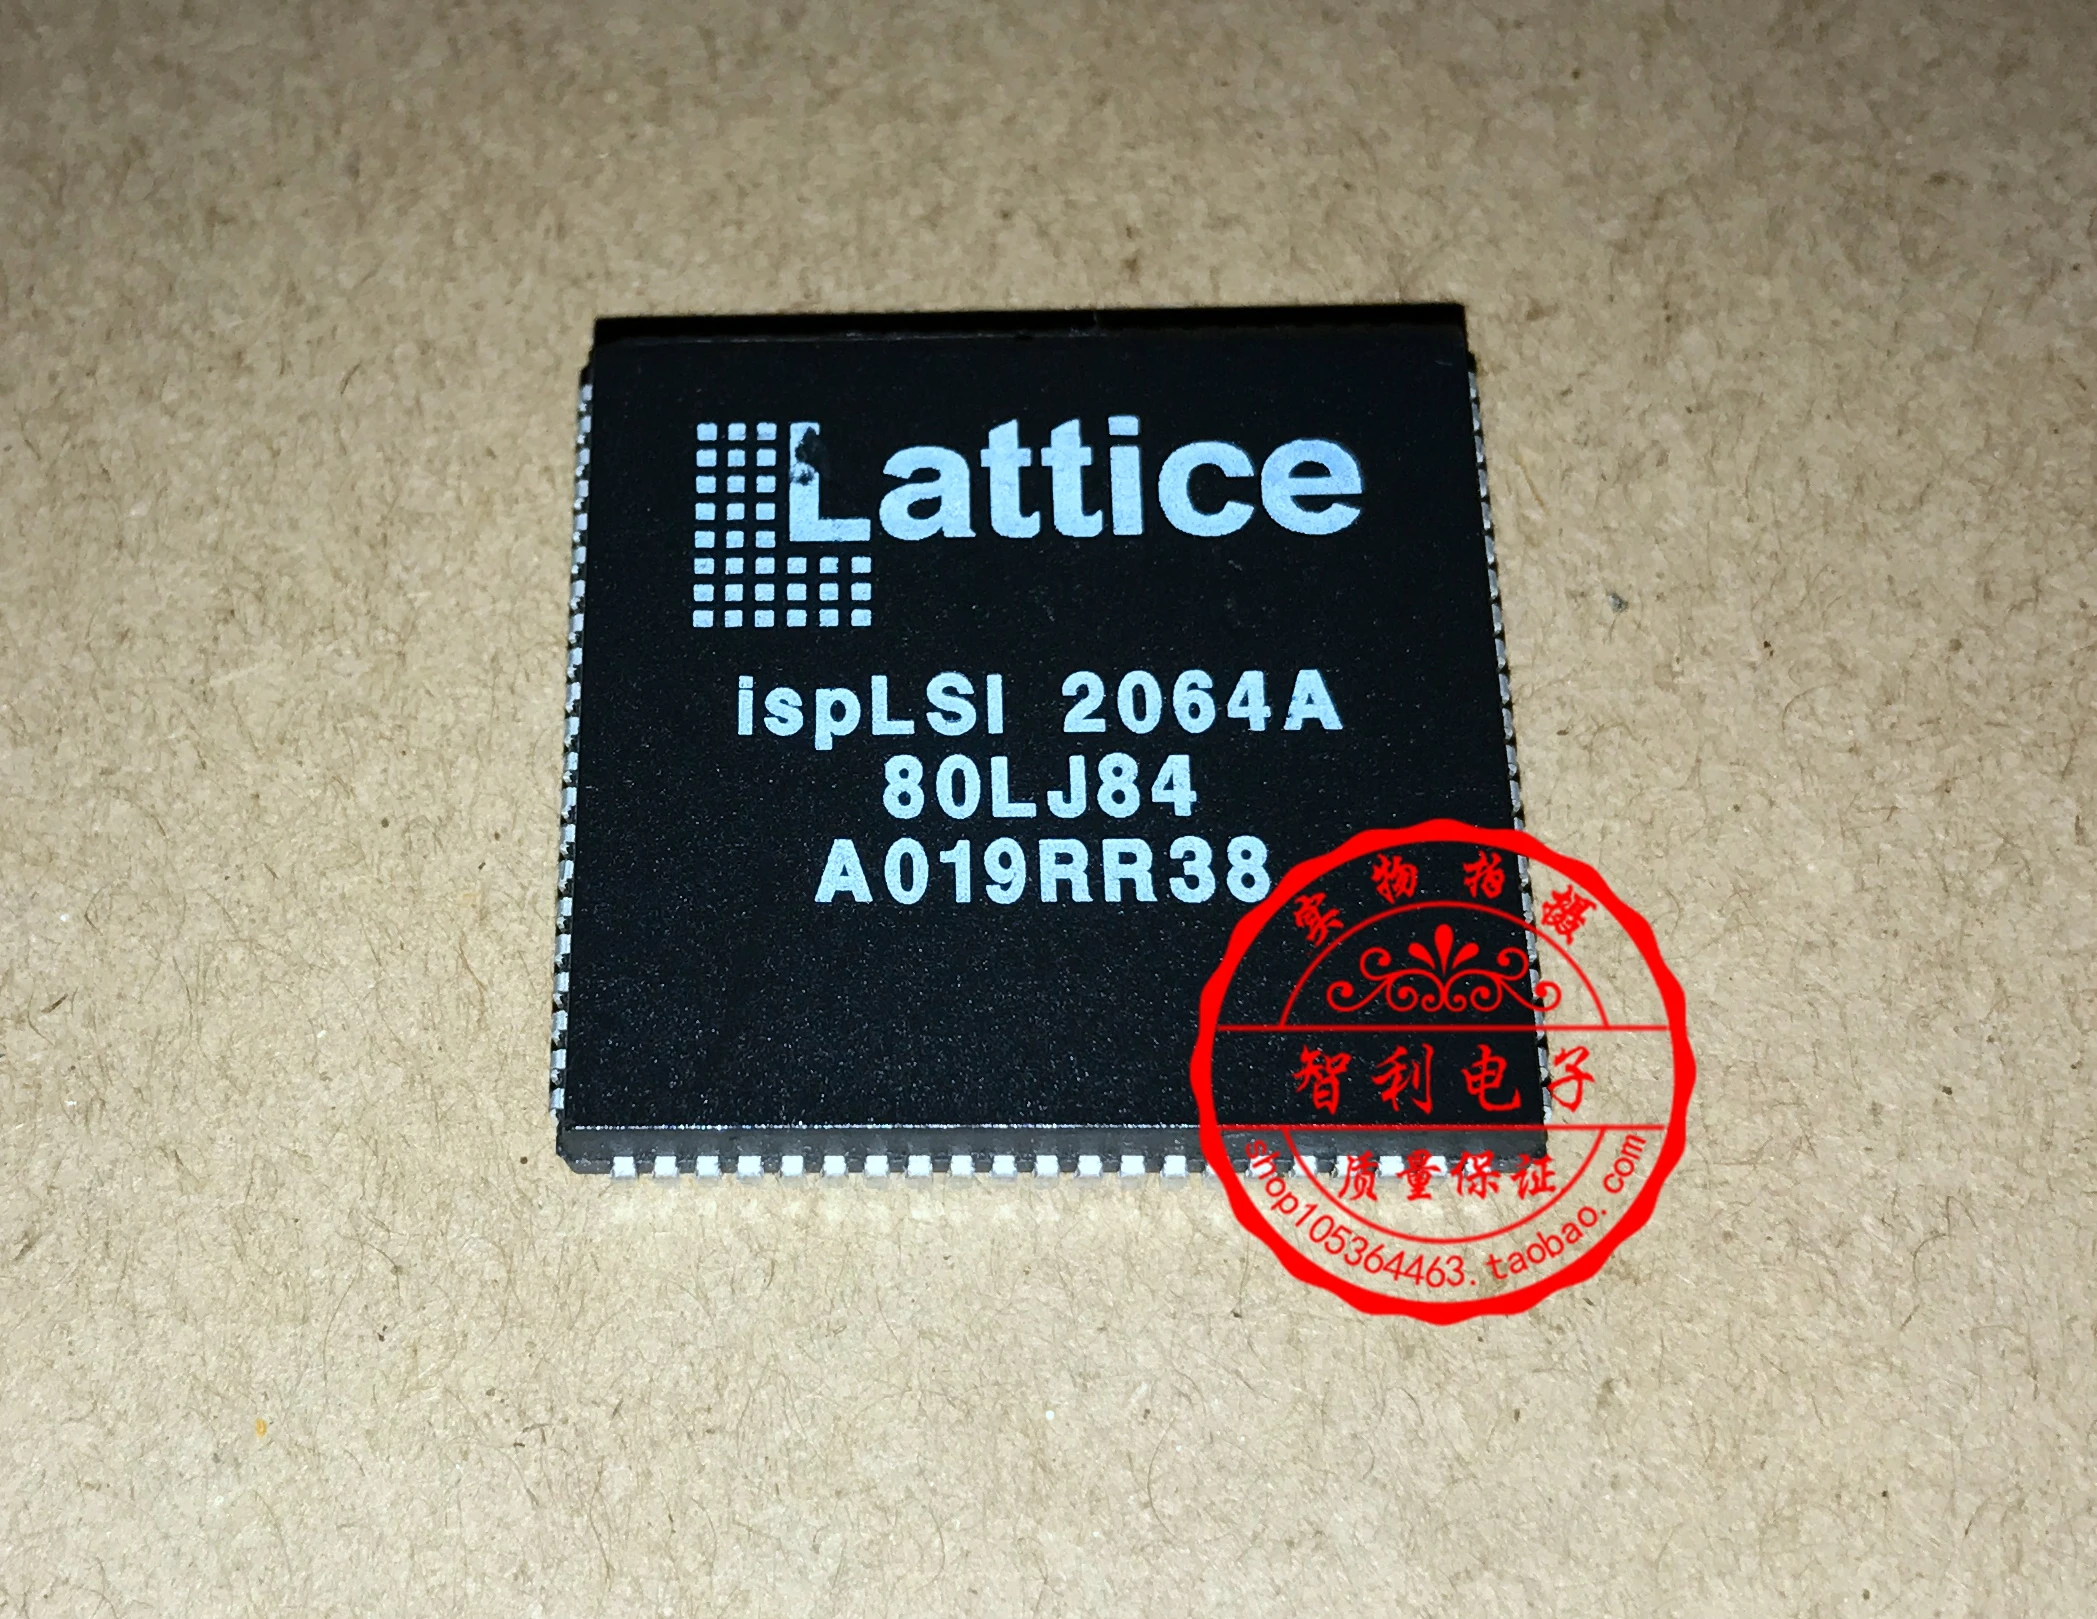 Lattice
ispLSI 2064A
80LJ84
A019RR38
实物拍摄
智利电子
质量保证
shop105364463.taobao.com